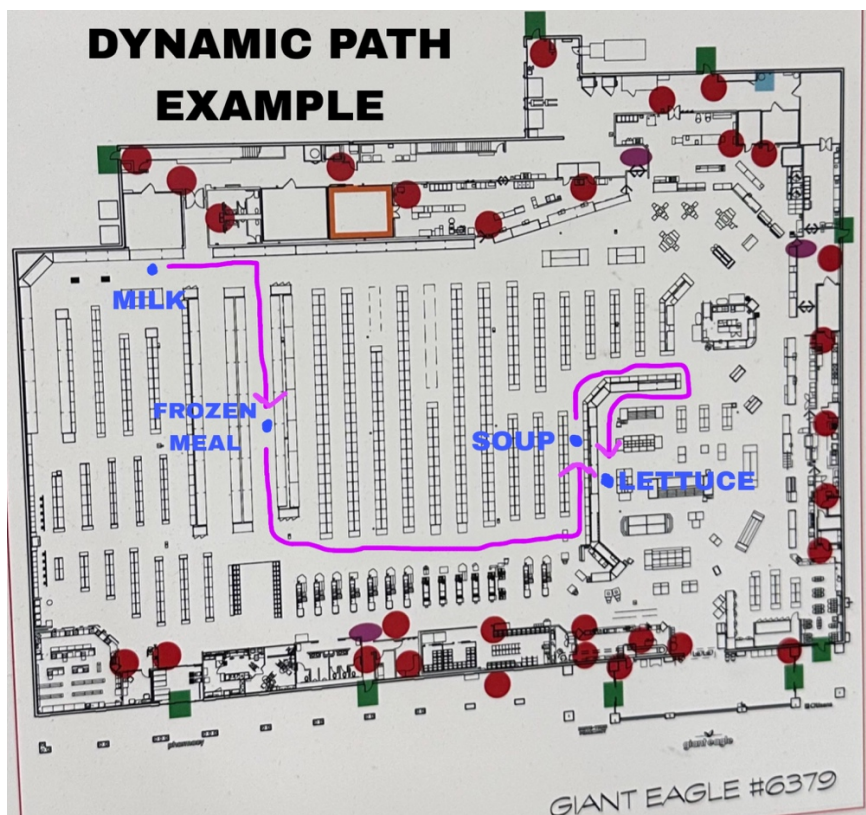 DYNAMIC PATH
EXAMPLE
MILK
FROZEN
MEAL
SOUP
LETTUCE
pharmacy
giant eagle
GIANT EAGLE #6379